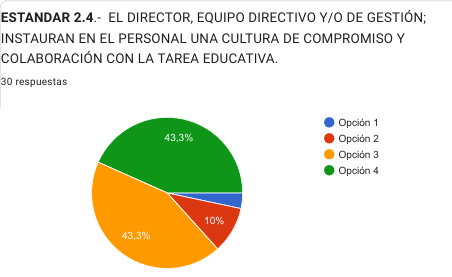 ESTANDAR 2.4.- EL DIRECTOR, EQUIPO DIRECTIVO Y/O DE GESTIÓN;
INSTAURAN EN EL PERSONAL UNA CULTURA DE COMPROMISO Y
COLABORACIÓN CON LA TAREA EDUCATIVA.
30 respuestas
Opción 1
Opción 2
Opción 3
Opción 4
43,3%
10%
43,3%